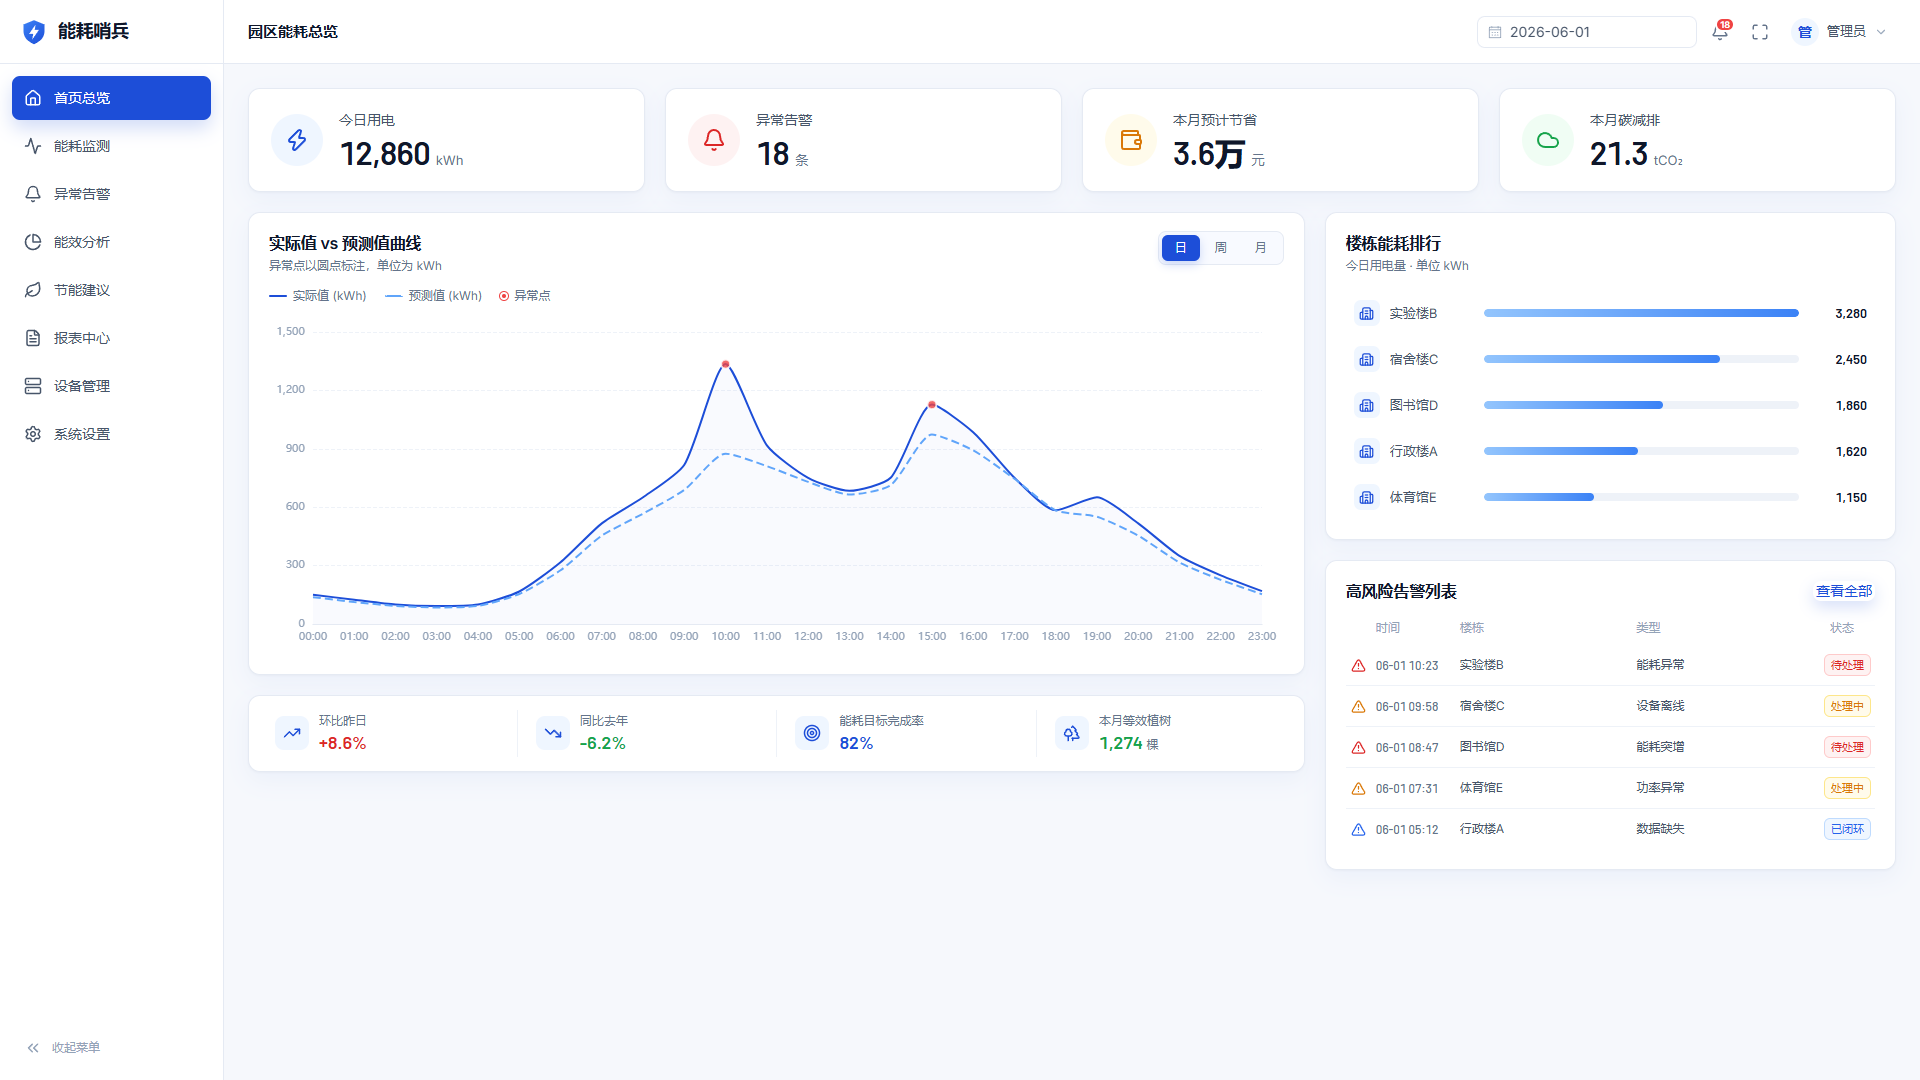 能耗哨兵
园区能耗总览
2026-06-01
18
管
管理员
首页总览
能耗监测
异常告警
能效分析
节能建议
报表中心
设备管理
系统设置
收起菜单
今日用电
12,860 kWh
异常告警
18 条
本月预计节省
3.6万 元
本月碳减排
21.3 tCO₂
实际值 vs 预测值曲线
异常点以圆点标注，单位为 kWh
日 周 月
实际值 (kWh) 预测值 (kWh) 异常点
1,500
1,200
900
600
300
0
00:00 01:00 02:00 03:00 04:00 05:00 06:00 07:00 08:00 09:00 10:00 11:00 12:00 13:00 14:00 15:00 16:00 17:00 18:00 19:00 20:00 21:00 22:00 23:00
环比昨日
+8.6%
同比去年
-6.2%
能耗目标完成率
82%
本月等效植树
1,274 棵
楼栋能耗排行
今日用电量 · 单位 kWh
实验楼B 3,280
宿舍楼C 2,450
图书馆D 1,860
行政楼A 1,620
体育馆E 1,150
高风险告警列表 查看全部
时间 楼栋 类型 状态
06-01 10:23 实验楼B 能耗异常 待处理
06-01 09:58 宿舍楼C 设备离线 处理中
06-01 08:47 图书馆D 能耗突增 待处理
06-01 07:31 体育馆E 功率异常 处理中
06-01 05:12 行政楼A 数据缺失 已闭环